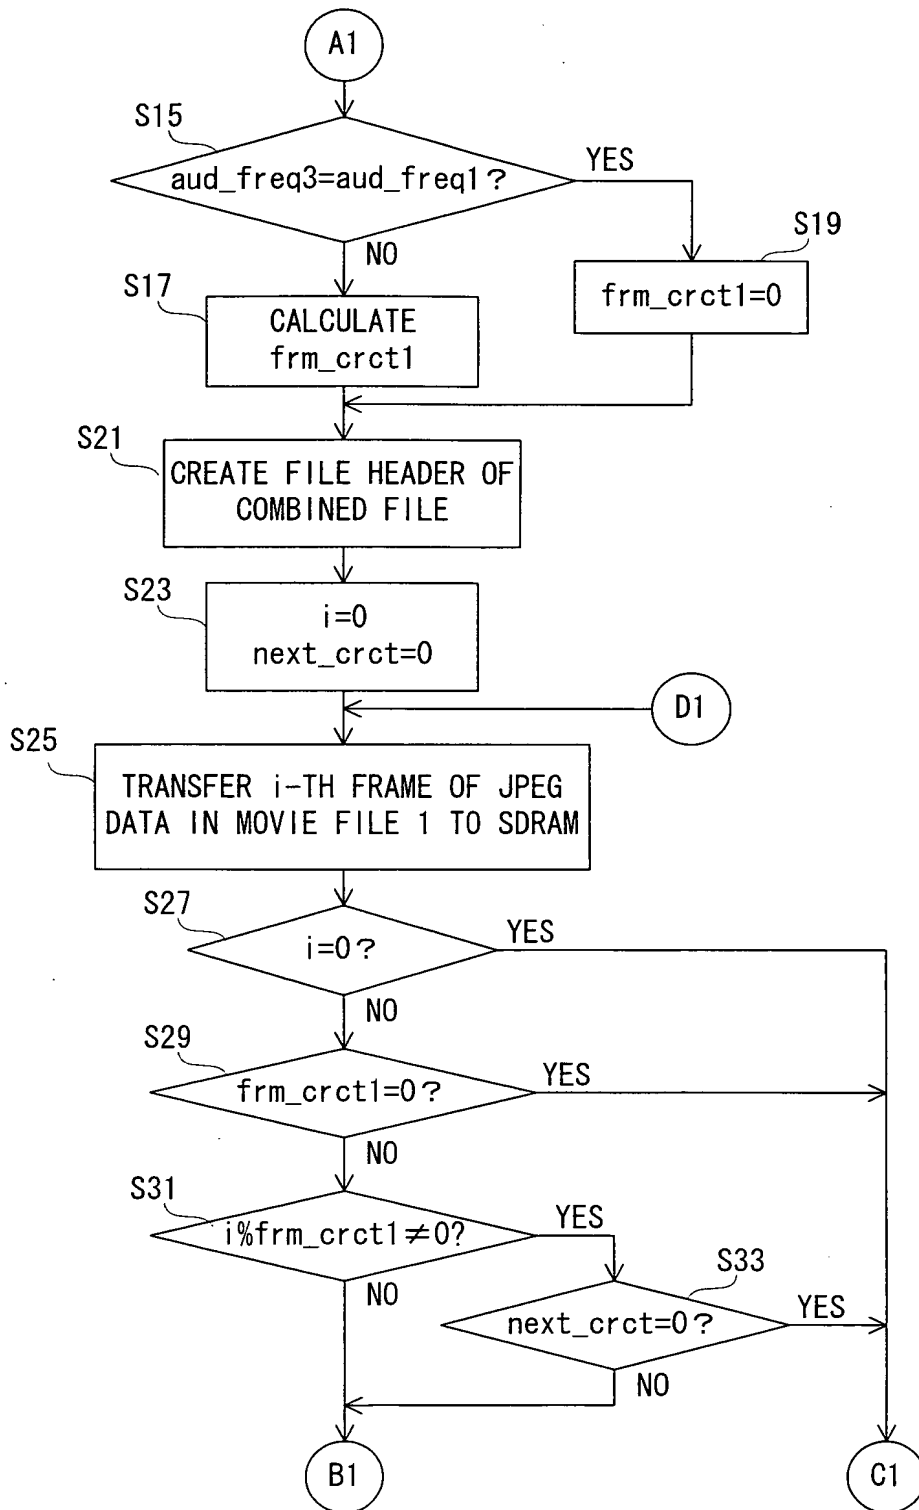 A1
S15
aud_freq3=aud_freq1?
YES
NO
S19
frm_crct1=0
S17
CALCULATE
frm_crct1
S21
CREATE FILE HEADER OF
COMBINED FILE
S23
i=0
next_crct=0
D1
S25
TRANSFER i-TH FRAME OF JPEG
DATA IN MOVIE FILE 1 TO SDRAM
S27
i=0?
YES
NO
S29
frm_crct1=0?
YES
NO
S31
i%frm_crct1≠0?
YES
NO
S33
next_crct=0?
YES
NO
B1
C1